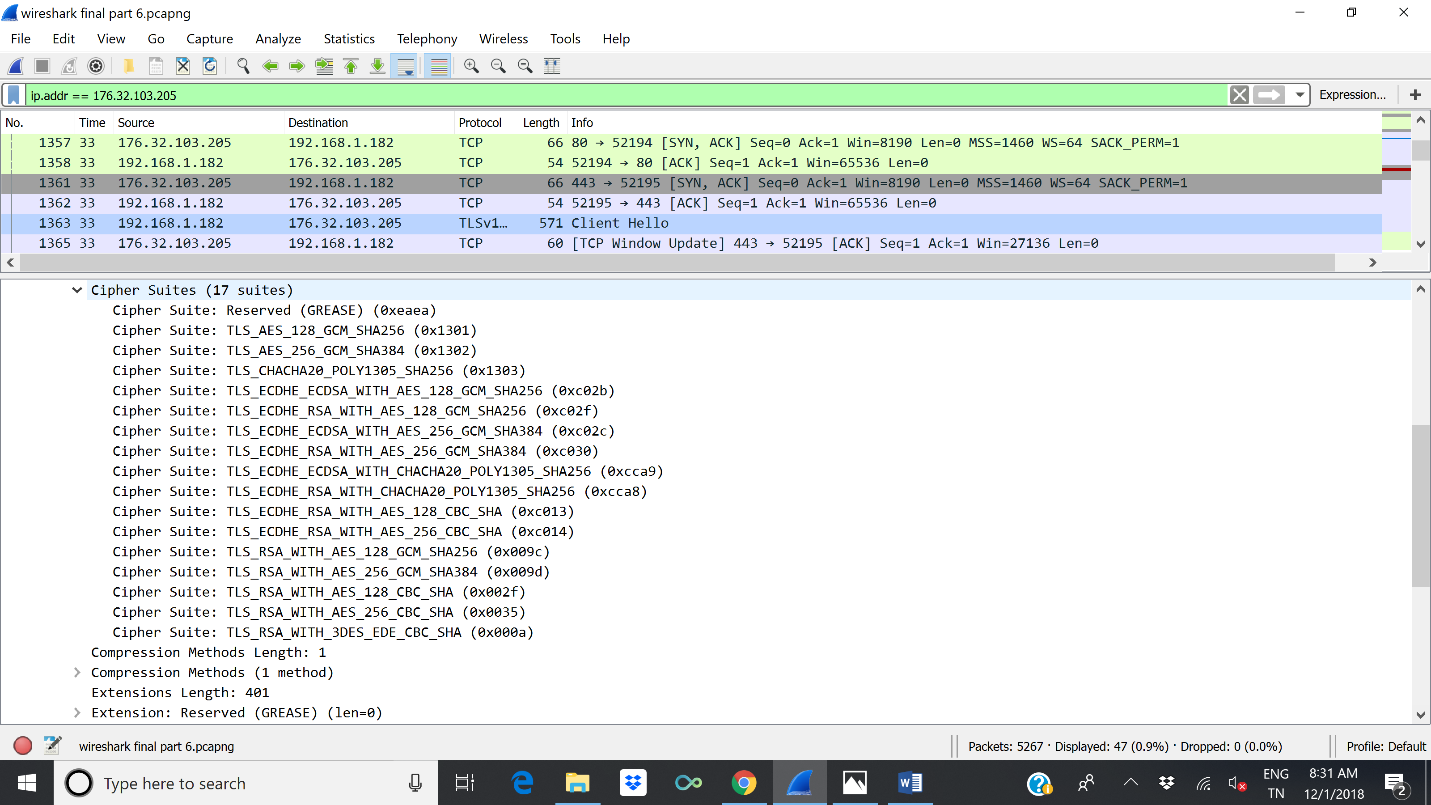 wireshark final part 6.pcapng
File Edit View Go Capture Analyze Statistics Telephony Wireless Tools Help
ip.addr == 176.32.103.205 Expression... +
No. Time Source Destination Protocol Length Info
1357 33 176.32.103.205 192.168.1.182 TCP 66 80 → 52194 [SYN, ACK] Seq=0 Ack=1 Win=8190 Len=0 MSS=1460 WS=64 SACK_PERM=1
1358 33 192.168.1.182 176.32.103.205 TCP 54 52194 → 80 [ACK] Seq=1 Ack=1 Win=65536 Len=0
1361 33 176.32.103.205 192.168.1.182 TCP 66 443 → 52195 [SYN, ACK] Seq=0 Ack=1 Win=8190 Len=0 MSS=1460 WS=64 SACK_PERM=1
1362 33 192.168.1.182 176.32.103.205 TCP 54 52195 → 443 [ACK] Seq=1 Ack=1 Win=65536 Len=0
1363 33 192.168.1.182 176.32.103.205 TLSv1… 571 Client Hello
1365 33 176.32.103.205 192.168.1.182 TCP 60 [TCP Window Update] 443 → 52195 [ACK] Seq=1 Ack=1 Win=27136 Len=0
Cipher Suites (17 suites)
Cipher Suite: Reserved (GREASE) (0xeaea)
Cipher Suite: TLS_AES_128_GCM_SHA256 (0x1301)
Cipher Suite: TLS_AES_256_GCM_SHA384 (0x1302)
Cipher Suite: TLS_CHACHA20_POLY1305_SHA256 (0x1303)
Cipher Suite: TLS_ECDHE_ECDSA_WITH_AES_128_GCM_SHA256 (0xc02b)
Cipher Suite: TLS_ECDHE_RSA_WITH_AES_128_GCM_SHA256 (0xc02f)
Cipher Suite: TLS_ECDHE_ECDSA_WITH_AES_256_GCM_SHA384 (0xc02c)
Cipher Suite: TLS_ECDHE_RSA_WITH_AES_256_GCM_SHA384 (0xc030)
Cipher Suite: TLS_ECDHE_ECDSA_WITH_CHACHA20_POLY1305_SHA256 (0xcca9)
Cipher Suite: TLS_ECDHE_RSA_WITH_CHACHA20_POLY1305_SHA256 (0xcca8)
Cipher Suite: TLS_ECDHE_RSA_WITH_AES_128_CBC_SHA (0xc013)
Cipher Suite: TLS_ECDHE_RSA_WITH_AES_256_CBC_SHA (0xc014)
Cipher Suite: TLS_RSA_WITH_AES_128_GCM_SHA256 (0x009c)
Cipher Suite: TLS_RSA_WITH_AES_256_GCM_SHA384 (0x009d)
Cipher Suite: TLS_RSA_WITH_AES_128_CBC_SHA (0x002f)
Cipher Suite: TLS_RSA_WITH_AES_256_CBC_SHA (0x0035)
Cipher Suite: TLS_RSA_WITH_3DES_EDE_CBC_SHA (0x000a)
Compression Methods Length: 1
Compression Methods (1 method)
Extensions Length: 401
Extension: Reserved (GREASE) (len=0)
wireshark final part 6.pcapng Packets: 5267 · Displayed: 47 (0.9%) · Dropped: 0 (0.0%) Profile: Default
Type here to search
ENG 8:31 AM
TN 12/1/2018 2